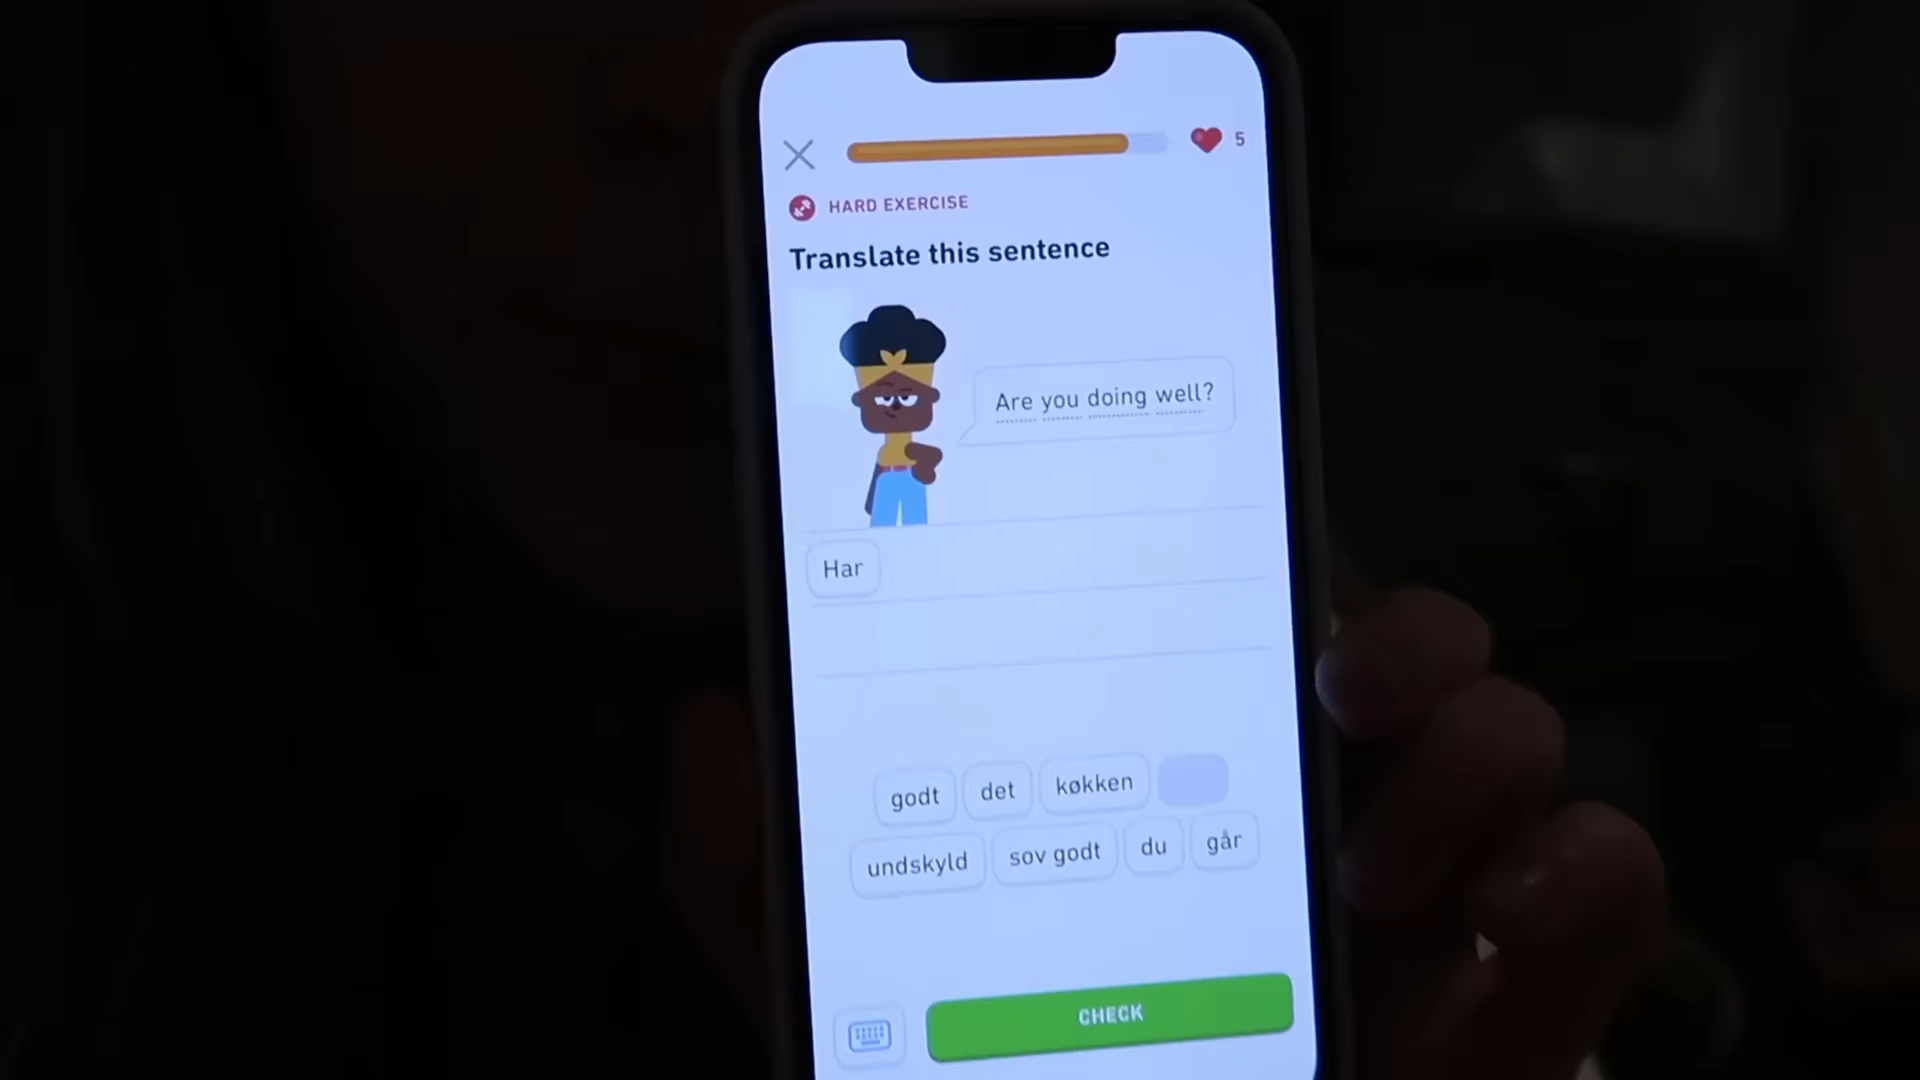 5
HARD EXERCISE
Translate this sentence
Are you doing well?
Har
godt det køkken
undskyld sov godt du går
CHECK